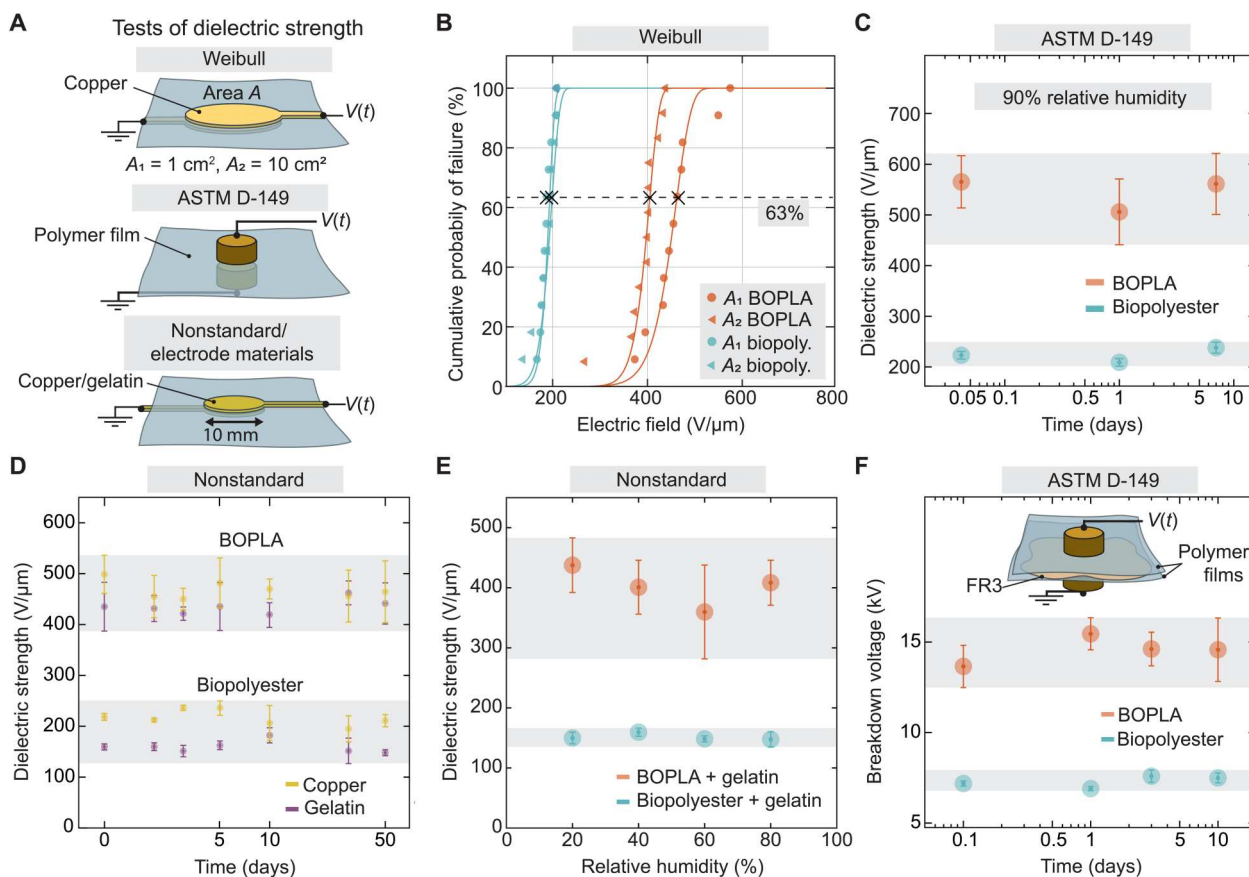 A
Tests of dielectric strength
Weibull
Copper
Area A
V(t)
A₁ = 1 cm², A₂ = 10 cm²
ASTM D-149
V(t)
Polymer film
Nonstandard/
electrode materials
Copper/gelatin
V(t)
10 mm
B
Weibull
Cumulative probabily of failure (%)
100
80
60
40
20
0
63%
A₁ BOPLA
A₂ BOPLA
A₁ biopoly.
A₂ biopoly.
200 400 600 800
Electric field (V/µm)
C
ASTM D-149
90% relative humidity
Dielectric strength (V/µm)
700
600
500
400
300
200
BOPLA
Biopolyester
0.05 0.1 0.5 1 5 10
Time (days)
D
Nonstandard
Dielectric strength (V/µm)
600
500
400
300
200
100
0
BOPLA
Biopolyester
Copper
Gelatin
0 5 10 50
Time (days)
E
Nonstandard
Dielectric strength (V/µm)
500
400
300
200
100
0
BOPLA + gelatin
Biopolyester + gelatin
20 40 60 80 100
Relative humidity (%)
F
ASTM D-149
V(t)
Polymer
films
FR3
Breakdown voltage (kV)
15
10
5
BOPLA
Biopolyester
0.1 0.5 1 5 10
Time (days)